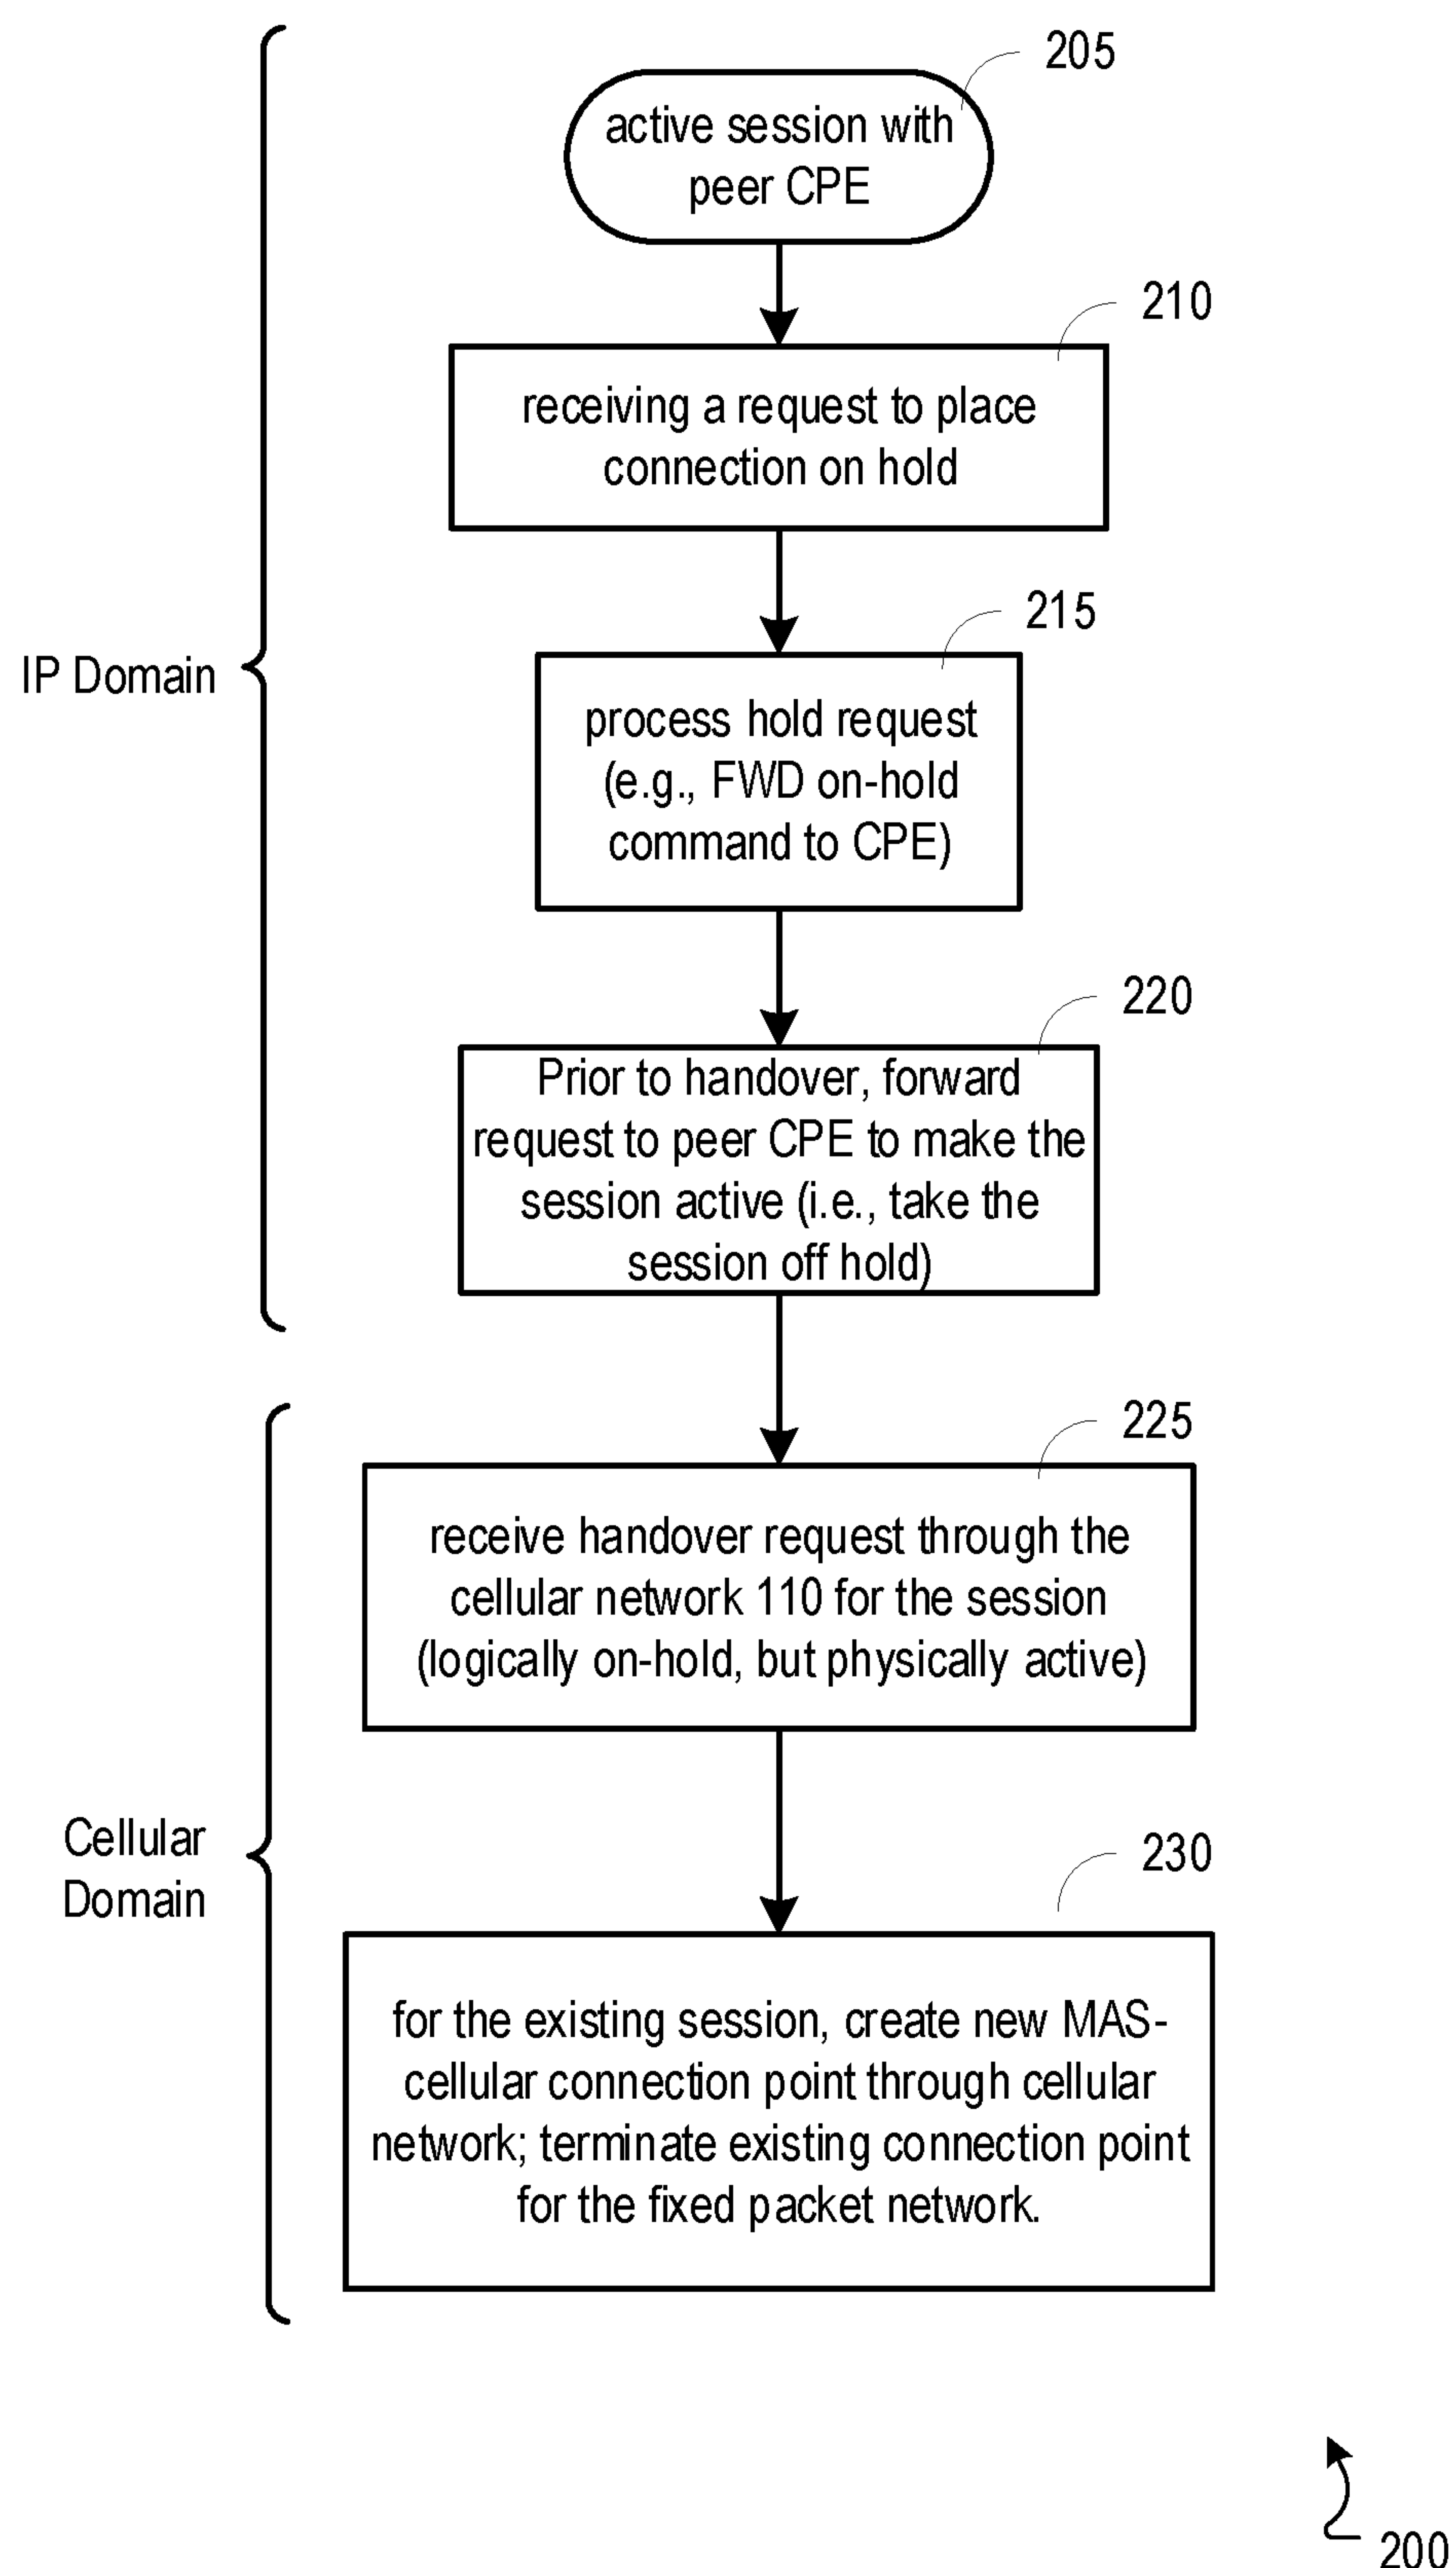 205
active session with
peer CPE
210
receiving a request to place
connection on hold
215
process hold request
(e.g., FWD on-hold
command to CPE)
IP Domain
220
Prior to handover, forward
request to peer CPE to make the
session active (i.e., take the
session off hold)
225
receive handover request through the
cellular network 110 for the session
(logically on-hold, but physically active)
Cellular
Domain
230
for the existing session, create new MAS-
cellular connection point through cellular
network; terminate existing connection point
for the fixed packet network.
200